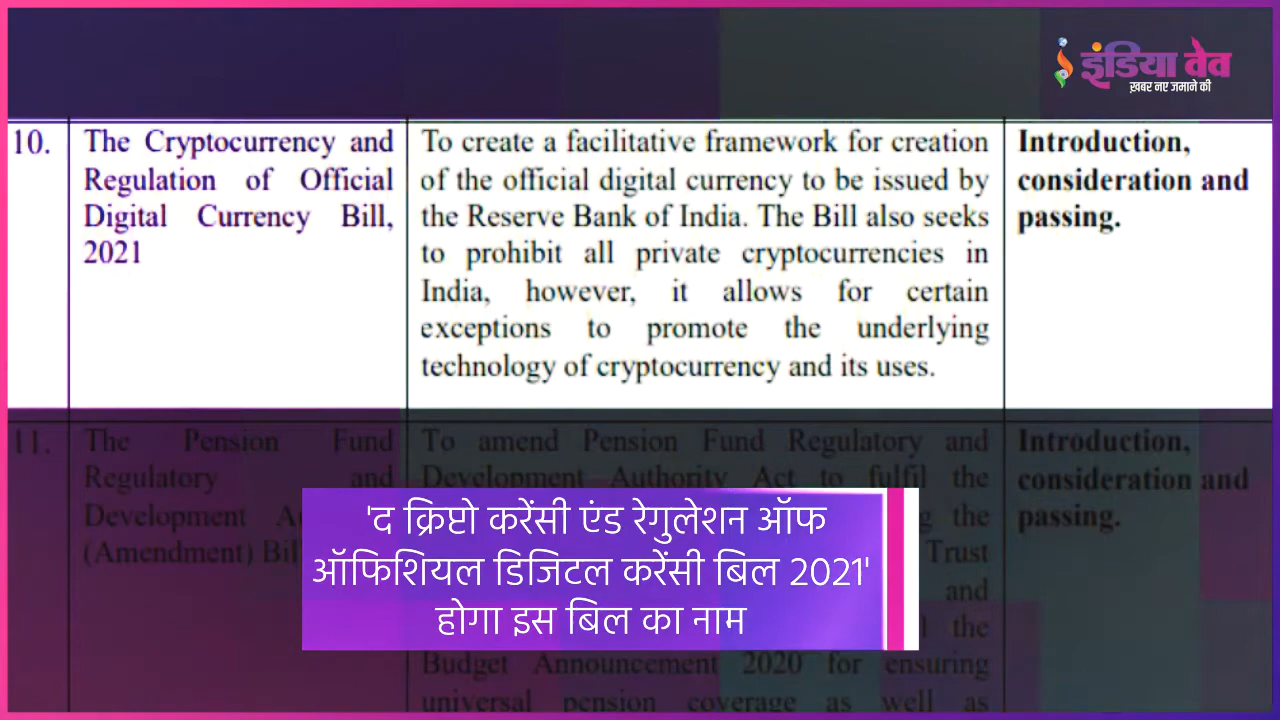 इंडिया वेव
ख़बर नए ज़माने की
10.
The Cryptocurrency and
Regulation of Official
Digital Currency Bill,
2021
To create a facilitative framework for creation
of the official digital currency to be issued by
the Reserve Bank of India. The Bill also seeks
to prohibit all private cryptocurrencies in
India, however, it allows for certain
exceptions to promote the underlying
technology of cryptocurrency and its uses.
Introduction,
consideration and
passing.
11.
The Pension Fund
Regulatory and
Development
(Amendment)
To amend Pension Fund Regulatory and
Development Authority Act to fulfil the
the
Trust
and
the
Budget Announcement 2020 for ensuring
universal pension coverage as well as
Introduction,
consideration and
passing.
'द क्रिप्टो करेंसी एंड रेगुलेशन ऑफ
ऑफिशियल डिजिटल करेंसी बिल 2021'
होगा इस बिल का नाम